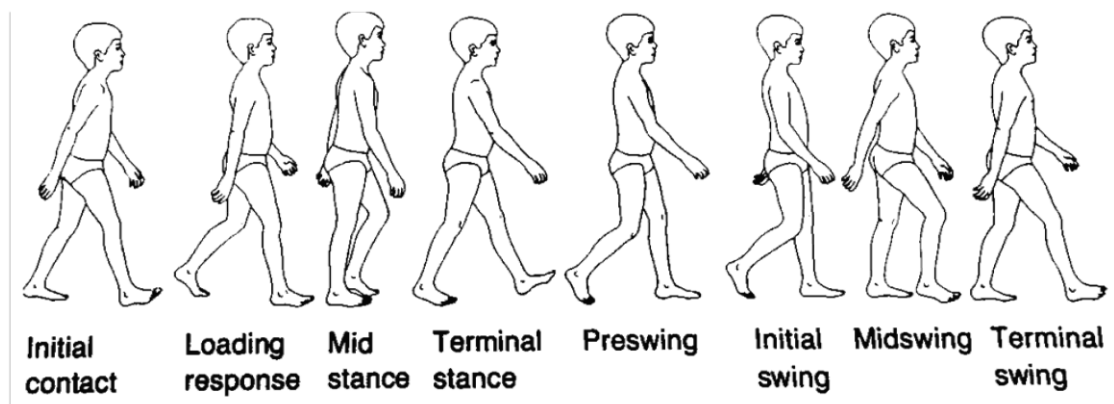 Initial contact
Loading response
Mid stance
Terminal stance
Preswing
Initial swing
Midswing
Terminal swing